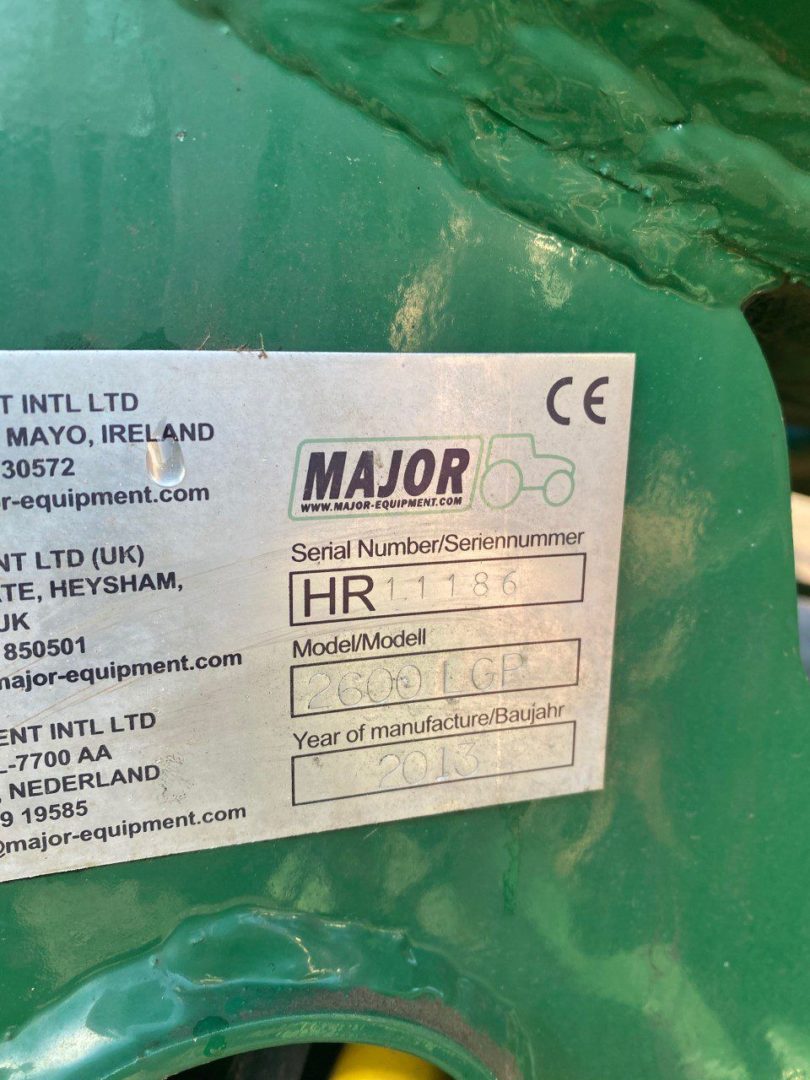 T INTL LTD
MAYO, IRELAND
30572
r-equipment.com
NT LTD (UK)
TE, HEYSHAM,
UK
850501
major-equipment.com
ENT INTL LTD
L-7700 AA
, NEDERLAND
9 19585
@major-equipment.com
CE
MAJOR
WWW.MAJOR-EQUIPMENT.COM
Serial Number/Seriennummer
HR 11186
Model/Modell
2600 LGP
Year of manufacture/Baujahr
2013